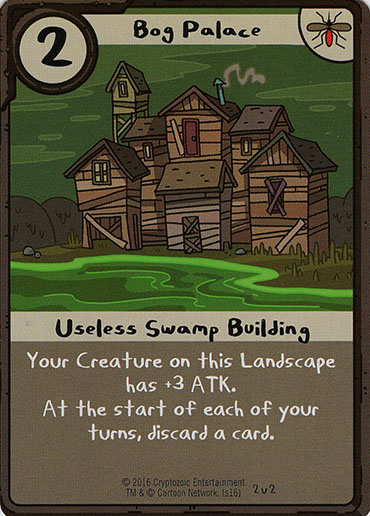 2
Bog Palace
Useless Swamp Building
Your Creature on this Landscape
has +3 ATK.
At the start of each of your
turns, discard a card.
© 2016 Cryptozoic Entertainment
TM & © Cartoon Network. (s16)
2v2